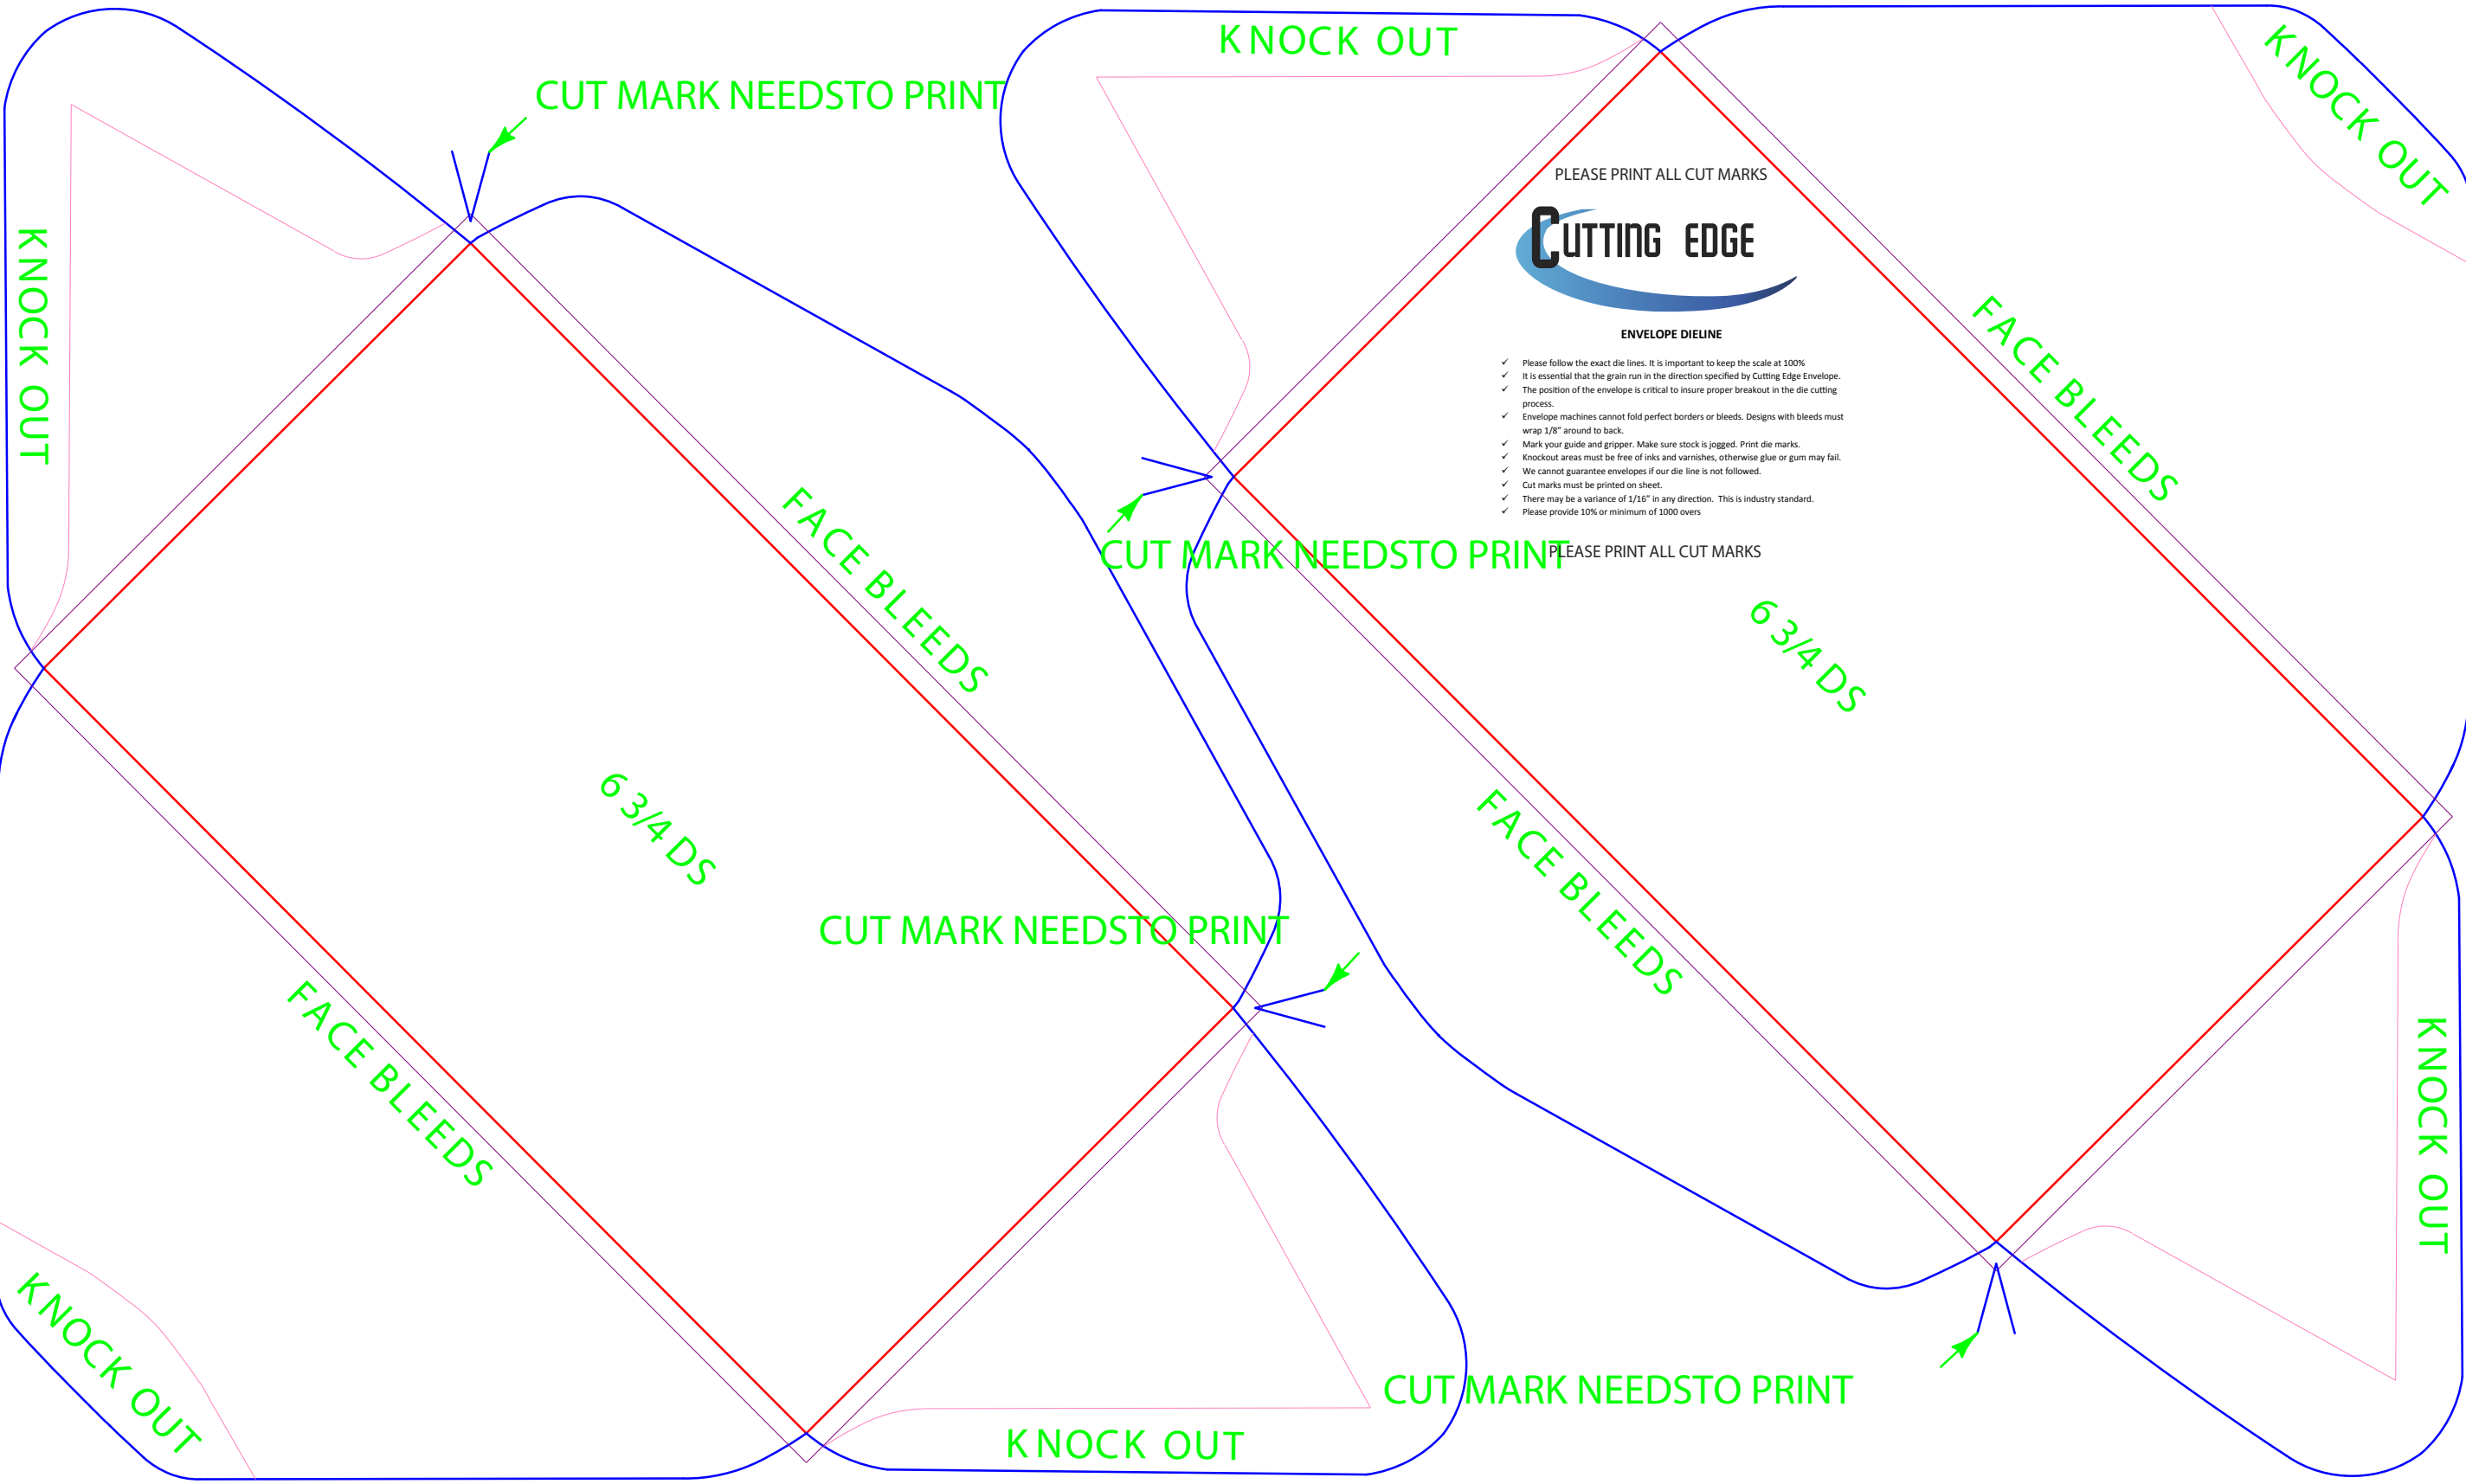 KNOCK OUT
KNOCK OUT
CUT MARK NEEDSTO PRINT
PLEASE PRINT ALL CUT MARKS
CUTTING EDGE
KNOCK OUT
ENVELOPE DIELINE
✓ Please follow the exact die lines. It is important to keep the scale at 100%
✓ It is essential that the grain run in the direction specified by Cutting Edge Envelope.
✓ The position of the envelope is critical to insure proper breakout in the die cutting
process.
✓ Envelope machines cannot fold perfect borders or bleeds. Designs with bleeds must
wrap 1/8” around to back.
✓ Mark your guide and gripper. Make sure stock is jogged. Print die marks.
✓ Knockout areas must be free of inks and varnishes, otherwise glue or gum may fail.
✓ We cannot guarantee envelopes if our die line is not followed.
✓ Cut marks must be printed on sheet.
✓ There may be a variance of 1/16” in any direction. This is industry standard.
✓ Please provide 10% or minimum of 1000 overs
FACE BLEEDS
CUT MARK NEEDSTO PRINT
PLEASE PRINT ALL CUT MARKS
FACE BLEEDS
6 3/4 DS
6 3/4 DS
FACE BLEEDS
CUT MARK NEEDSTO PRINT
FACE BLEEDS
KNOCK OUT
KNOCK OUT
CUT MARK NEEDSTO PRINT
KNOCK OUT